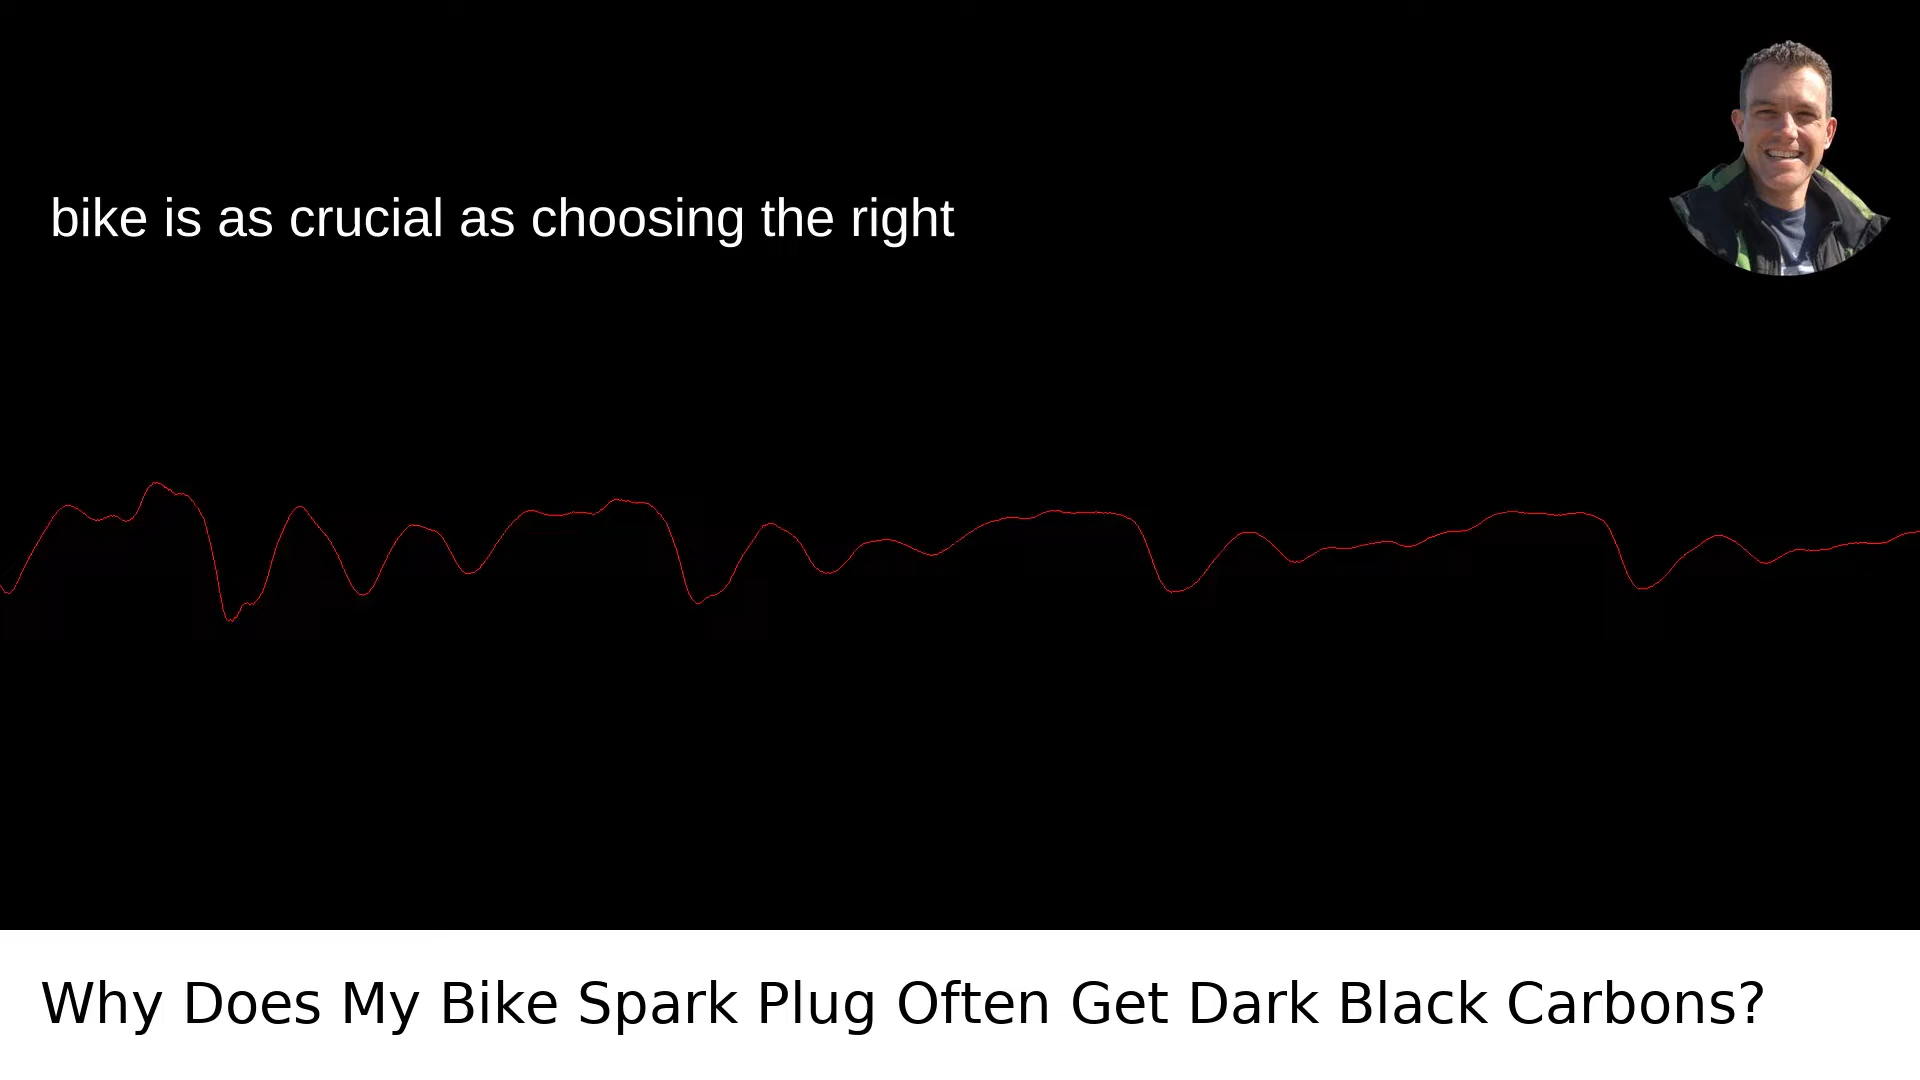 bike is as crucial as choosing the right
Why Does My Bike Spark Plug Often Get Dark Black Carbons?